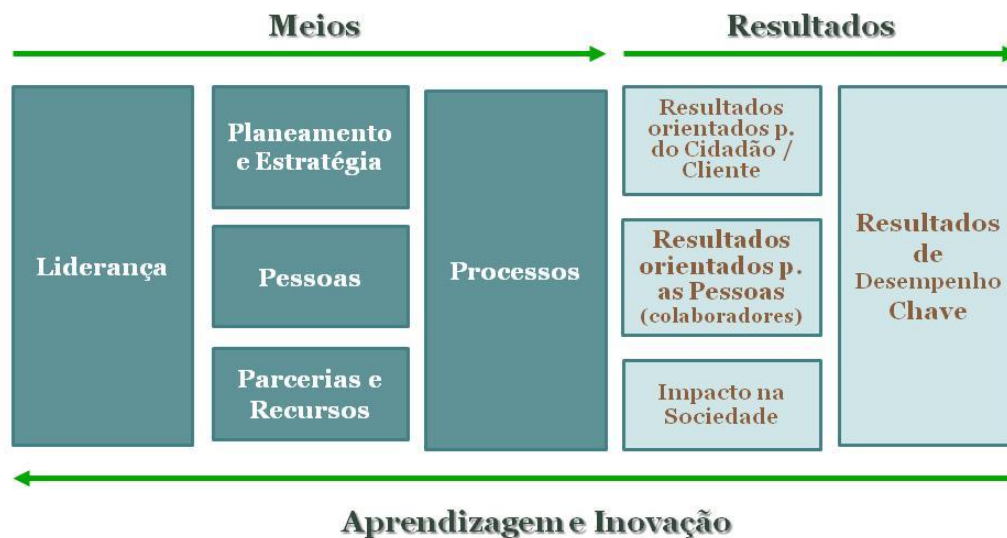 Meios
Resultados
Liderança
Planeamento
e Estratégia
Pessoas
Parcerias e
Recursos
Processos
Resultados
orientados p.
do Cidadão /
Cliente
Resultados
orientados p.
as Pessoas
(colaboradores)
Impacto na
Sociedade
Resultados
de
Desempenho
Chave
Aprendizagem e Inovação